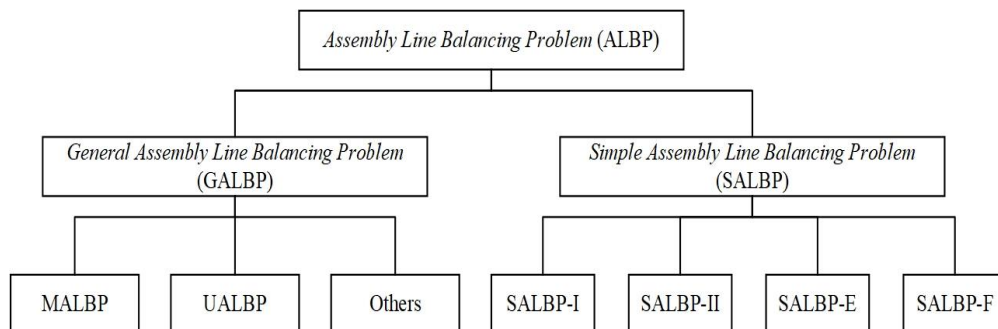 Assembly Line Balancing Problem (ALBP)
General Assembly Line Balancing Problem
(GALBP)
Simple Assembly Line Balancing Problem
(SALBP)
MALBP
UALBP
Others
SALBP-I
SALBP-II
SALBP-E
SALBP-F